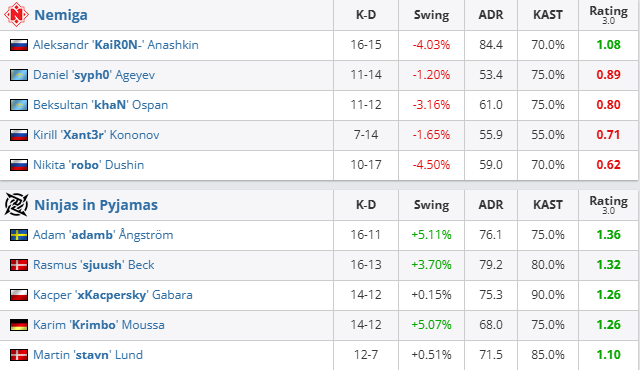 Nemiga K-D Swing ADR KAST Rating 3.0
Aleksandr 'KaiR0N-' Anashkin 16-15 -4.03% 84.4 70.0% 1.08
Daniel 'syph0' Ageyev 11-14 -1.20% 53.4 75.0% 0.89
Beksultan 'khaN' Ospan 11-12 -3.16% 61.0 75.0% 0.80
Kirill 'Xant3r' Kononov 7-14 -1.65% 55.9 55.0% 0.71
Nikita 'robo' Dushin 10-17 -4.50% 59.0 70.0% 0.62
Ninjas in Pyjamas K-D Swing ADR KAST Rating 3.0
Adam 'adamb' Ångström 16-11 +5.11% 76.1 75.0% 1.36
Rasmus 'sjuush' Beck 16-13 +3.70% 79.2 80.0% 1.32
Kacper 'xKacpersky' Gabara 14-12 +0.15% 75.3 90.0% 1.26
Karim 'Krimbo' Moussa 14-12 +5.07% 68.0 75.0% 1.26
Martin 'stavn' Lund 12-7 +0.51% 71.5 85.0% 1.10